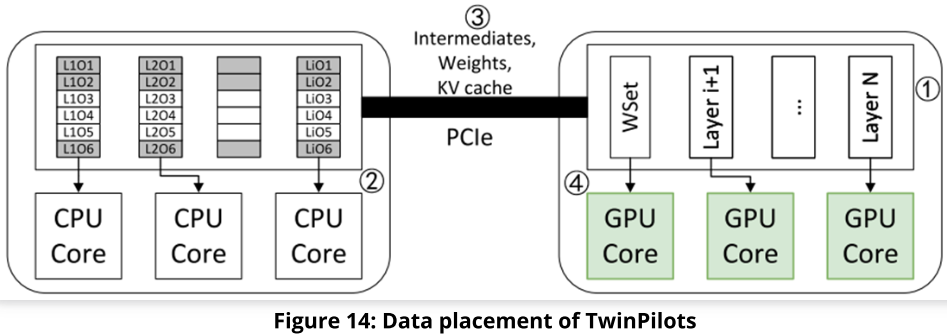 ③
Intermediates,
Weights,
KV cache
PCIe
L1O1
L1O2
L1O3
L1O4
L1O5
L1O6
L2O1
L2O2
L2O3
L2O4
L2O5
L2O6
LiO1
LiO2
LiO3
LiO4
LiO5
LiO6
②
CPU
Core
CPU
Core
CPU
Core
WSet
Layer i+1
...
Layer N
①
④
GPU
Core
GPU
Core
GPU
Core
Figure 14: Data placement of TwinPilots